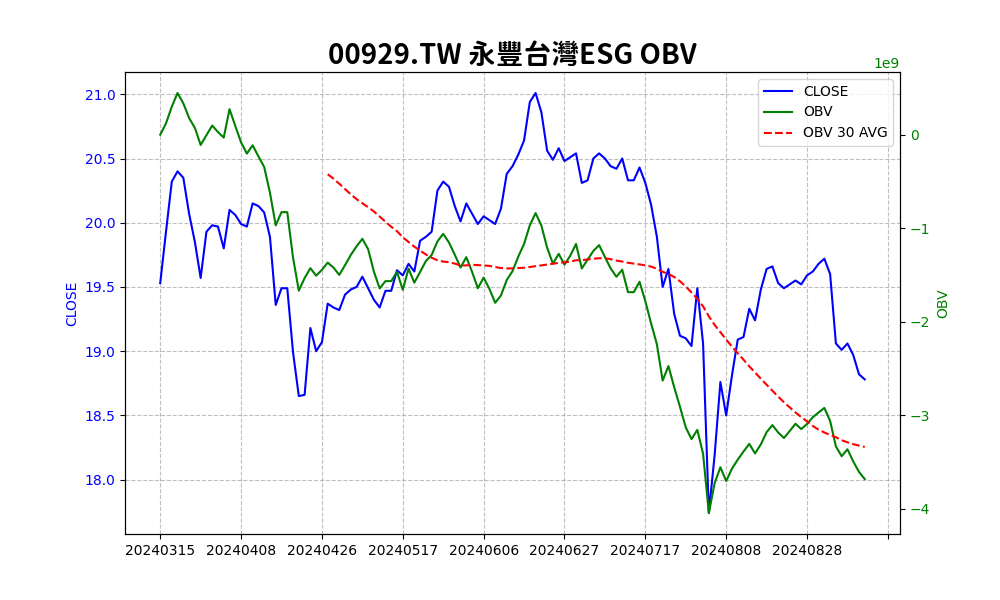 00929.TW 永豐台灣ESG OBV
1e9
CLOSE
OBV
OBV 30 AVG
21.0
20.5
20.0
19.5
19.0
18.5
18.0
CLOSE
0
−1
−2
−3
−4
OBV
20240315 20240408 20240426 20240517 20240606 20240627 20240717 20240808 20240828